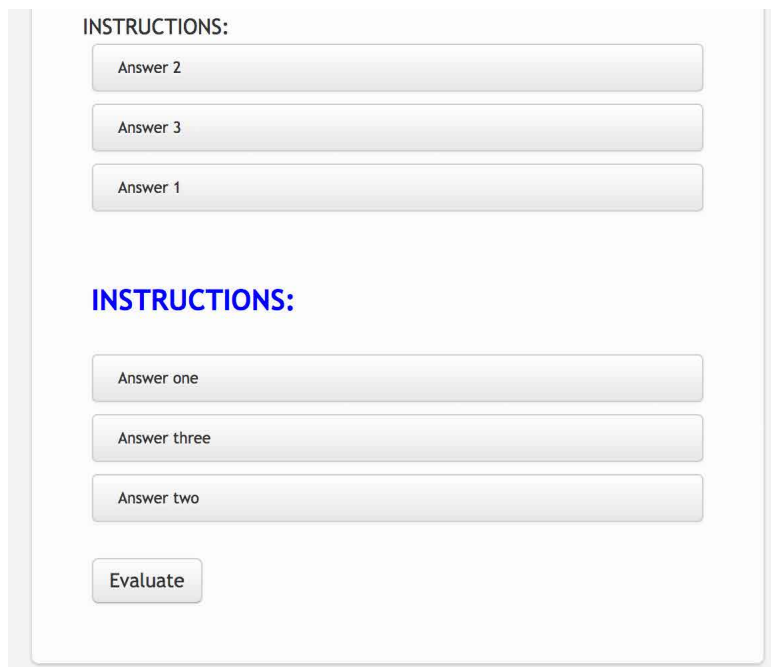 INSTRUCTIONS:
Answer 2
Answer 3
Answer 1
INSTRUCTIONS:
Answer one
Answer three
Answer two
Evaluate